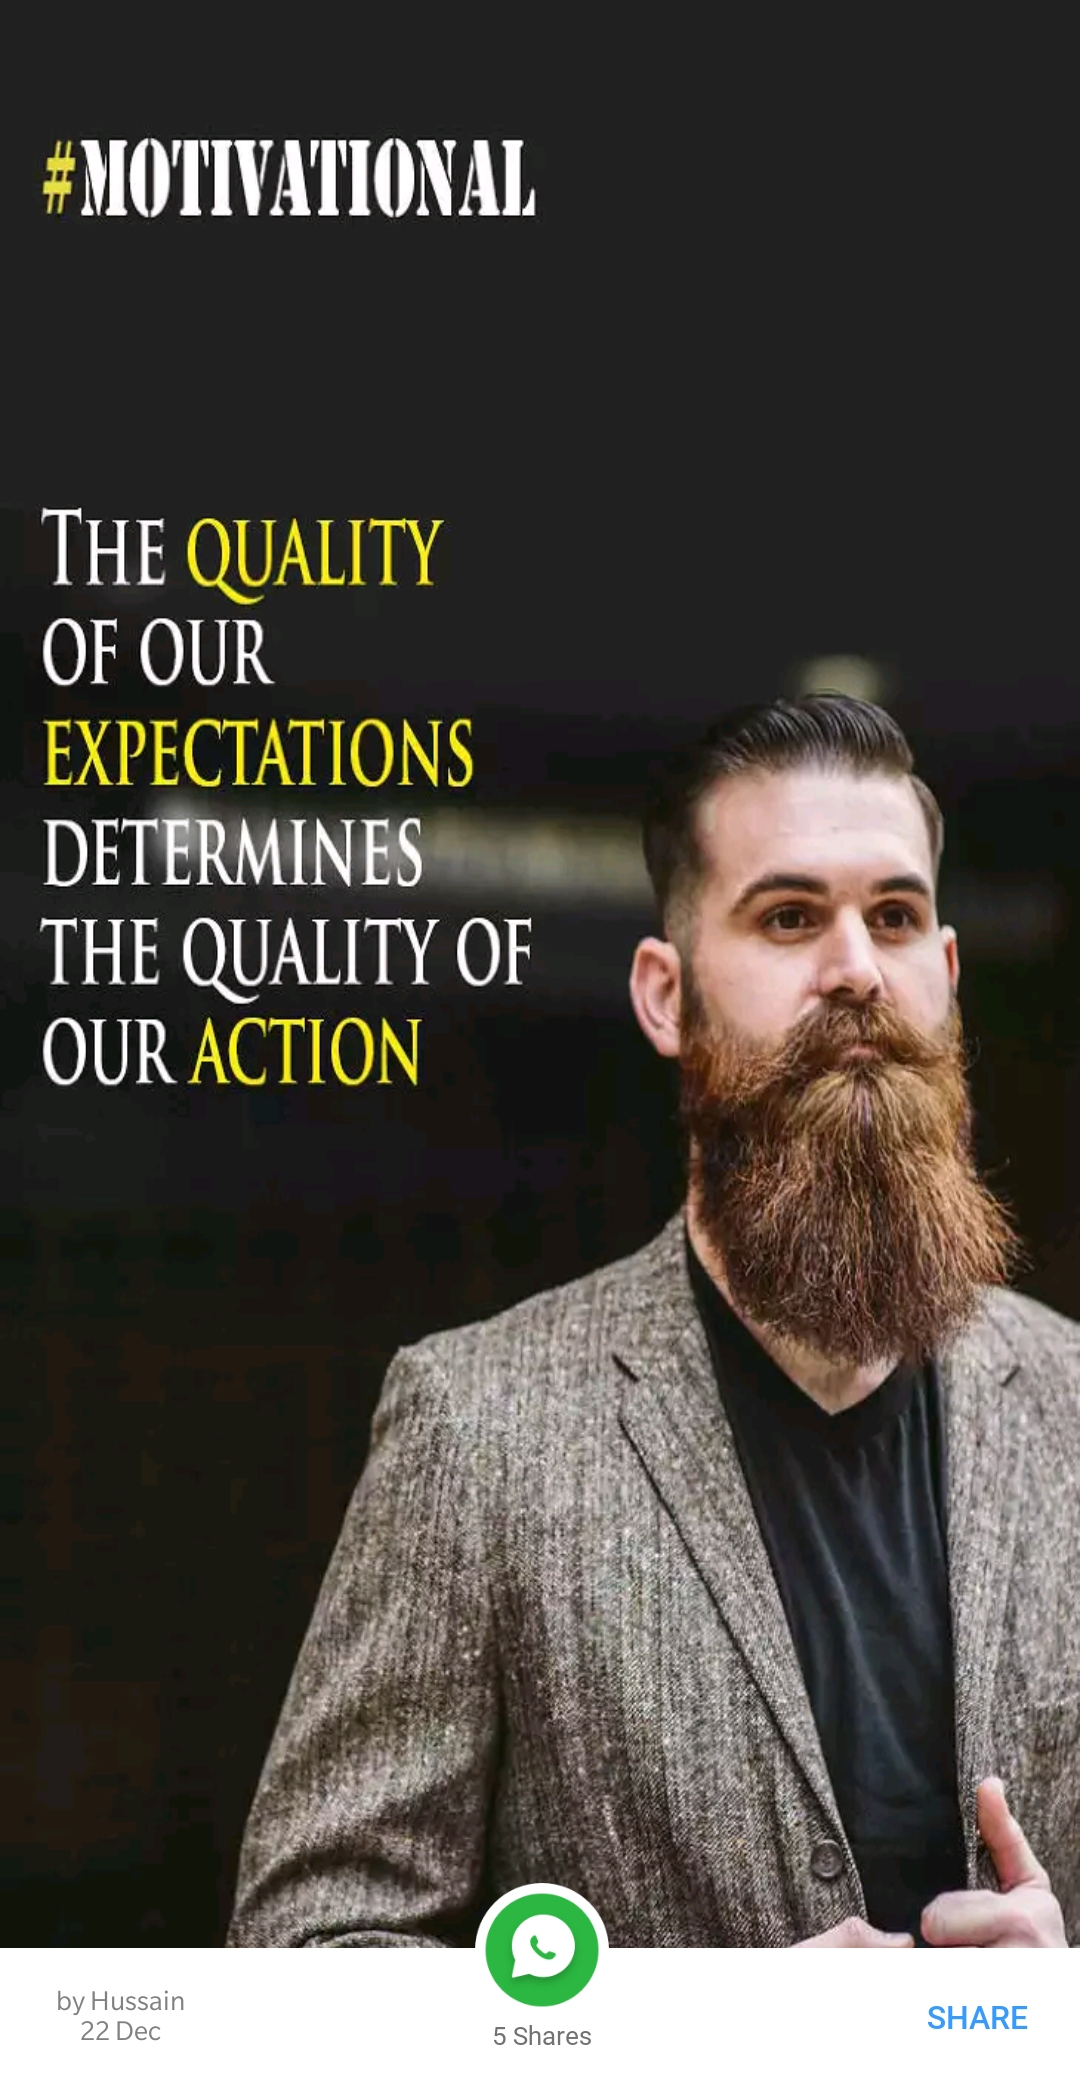 #MOTIVATIONAL
THE QUALITY
OF OUR
EXPECTATIONS
DETERMINES
THE QUALITY OF
OUR ACTION
by Hussain
22 Dec
5 Shares
SHARE